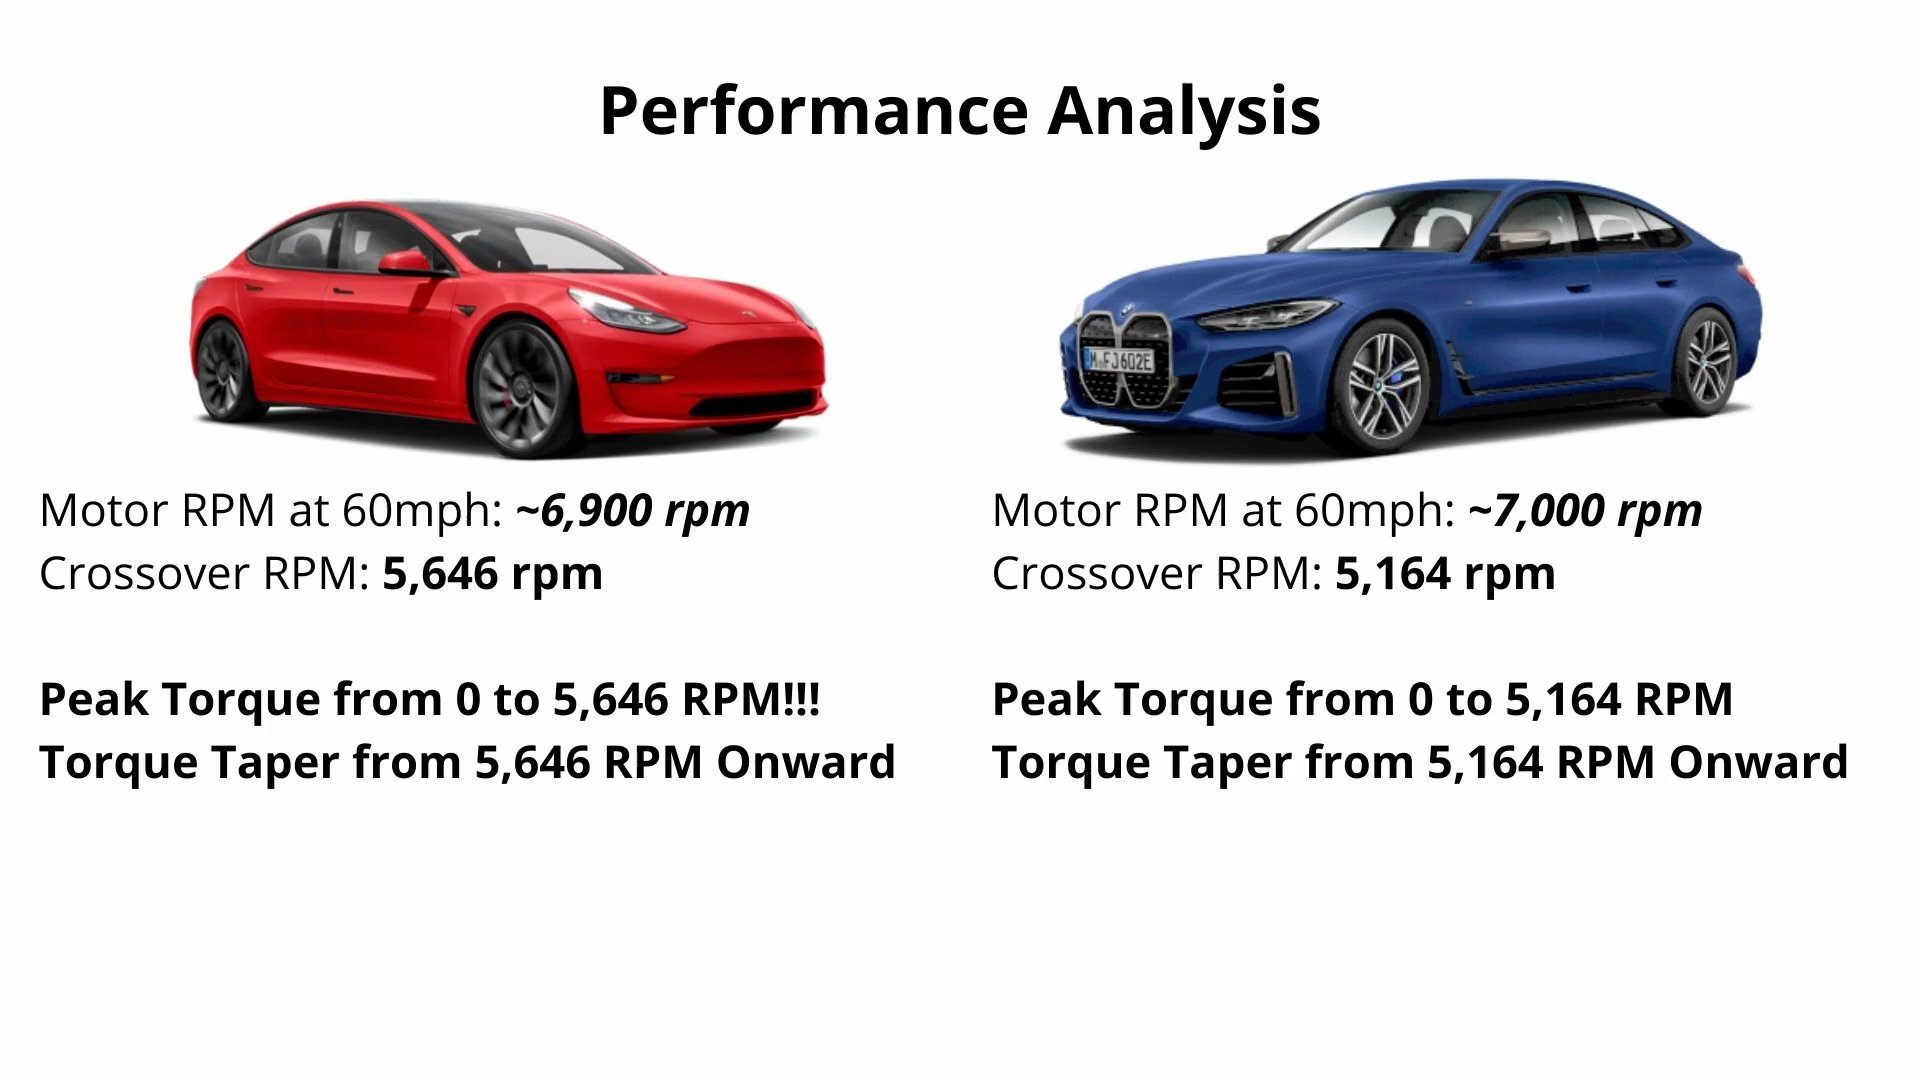 Performance Analysis
M·FJ602E
Motor RPM at 60mph: ~6,900 rpm
Crossover RPM: 5,646 rpm
Peak Torque from 0 to 5,646 RPM!!!
Torque Taper from 5,646 RPM Onward
Motor RPM at 60mph: ~7,000 rpm
Crossover RPM: 5,164 rpm
Peak Torque from 0 to 5,164 RPM
Torque Taper from 5,164 RPM Onward